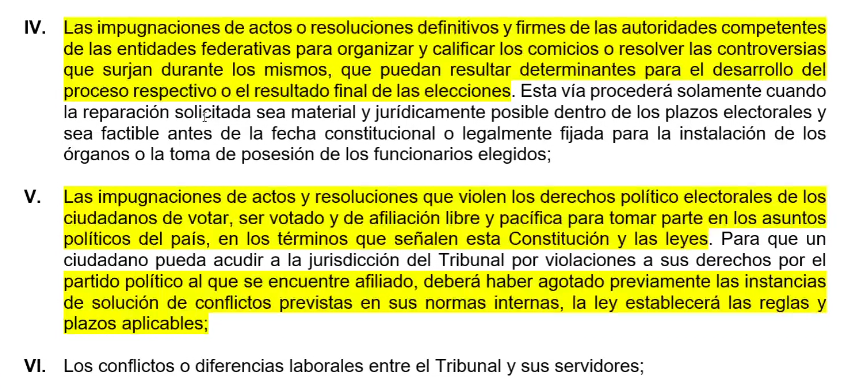 IV. Las impugnaciones de actos o resoluciones definitivos y firmes de las autoridades competentes
de las entidades federativas para organizar y calificar los comicios o resolver las controversias
que surjan durante los mismos, que puedan resultar determinantes para el desarrollo del
proceso respectivo o el resultado final de las elecciones. Esta vía procederá solamente cuando
la reparación solicitada sea material y jurídicamente posible dentro de los plazos electorales y
sea factible antes de la fecha constitucional o legalmente fijada para la instalación de los
órganos o la toma de posesión de los funcionarios elegidos;
V. Las impugnaciones de actos y resoluciones que violen los derechos político electorales de los
ciudadanos de votar, ser votado y de afiliación libre y pacífica para tomar parte en los asuntos
políticos del país, en los términos que señalen esta Constitución y las leyes. Para que un
ciudadano pueda acudir a la jurisdicción del Tribunal por violaciones a sus derechos por el
partido político al que se encuentre afiliado, deberá haber agotado previamente las instancias
de solución de conflictos previstas en sus normas internas, la ley establecerá las reglas y
plazos aplicables;
VI. Los conflictos o diferencias laborales entre el Tribunal y sus servidores;